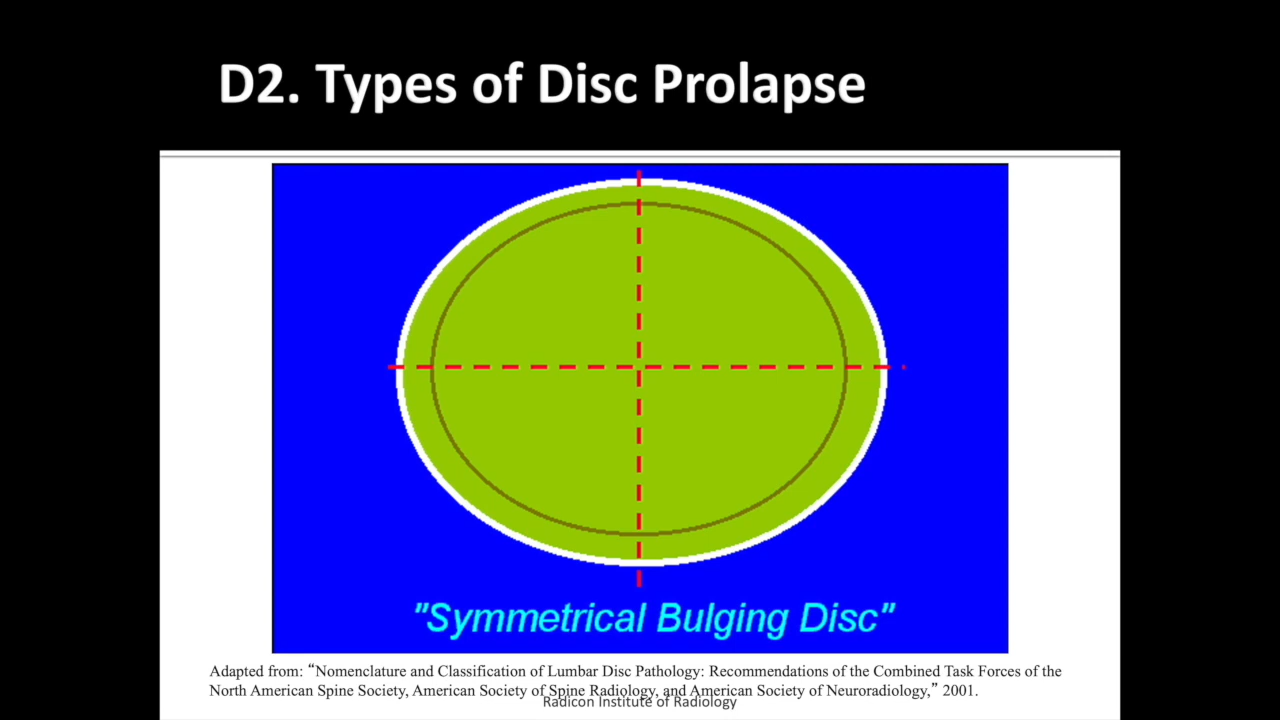 D2. Types of Disc Prolapse
"Symmetrical Bulging Disc"
Adapted from: “Nomenclature and Classification of Lumbar Disc Pathology: Recommendations of the Combined Task Forces of the
North American Spine Society, American Society of Spine Radiology, and American Society of Neuroradiology,” 2001.
Radicon Institute of Radiology